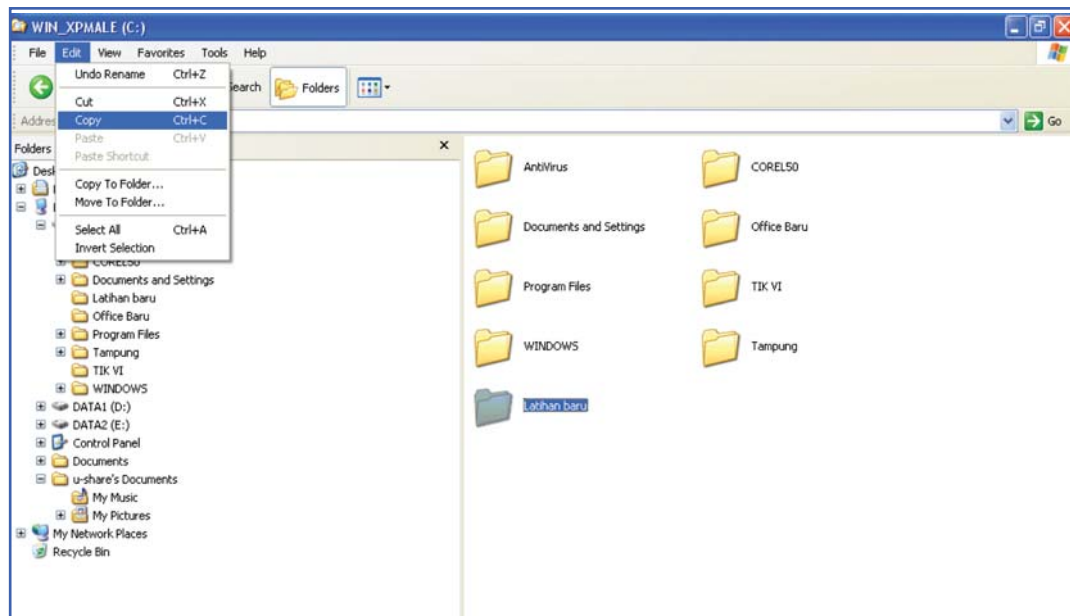 WIN_XPMALE (C:)
File Edit View Favorites Tools Help
Undo Rename Ctrl+Z
Cut Ctrl+X
Copy Ctrl+C
Paste Ctrl+V
Paste Shortcut
Copy To Folder...
Move To Folder...
Select All Ctrl+A
Invert Selection
earch Folders
Addres
Go
Folders
Desk
COREL50
Documents and Settings
Latihan baru
Office Baru
Program Files
Tampung
TIK VI
WINDOWS
DATA1 (D:)
DATA2 (E:)
Control Panel
Documents
u-share's Documents
My Music
My Pictures
My Network Places
Recycle Bin
AntiVirus COREL50
Documents and Settings Office Baru
Program Files TIK VI
WINDOWS Tampung
Latihan baru